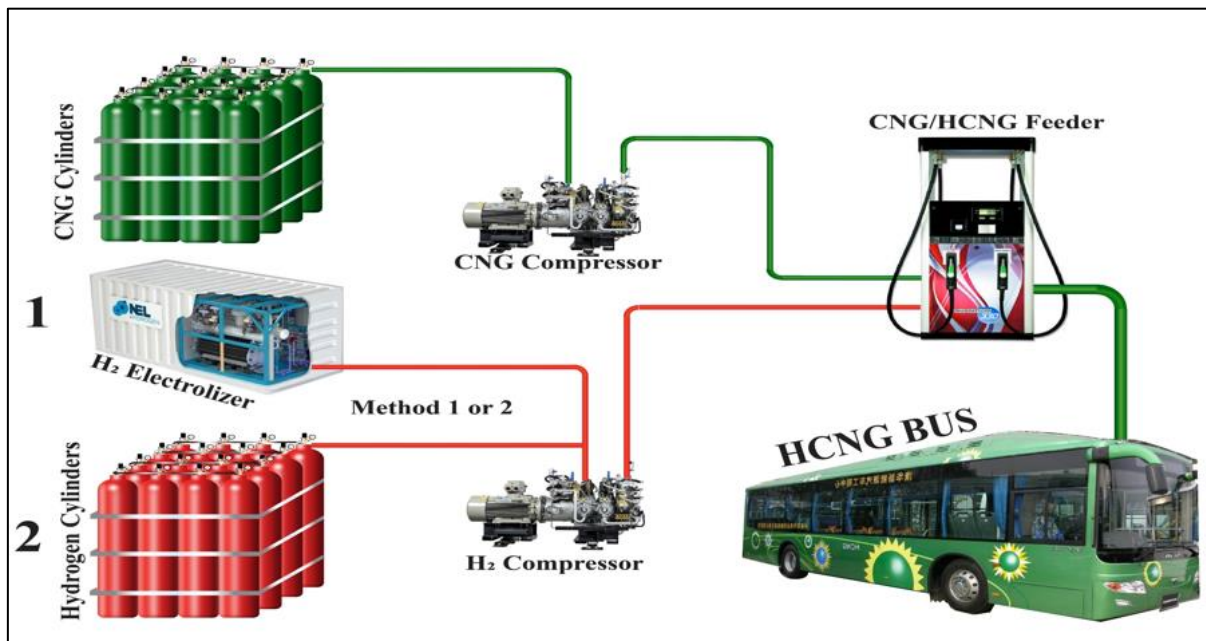 CNG Cylinders
CNG/HCNG Feeder
CNG Compressor
1
NEL
H₂ Electrolizer
Method 1 or 2
HCNG BUS
2
Hydrogen Cylinders
H₂ Compressor